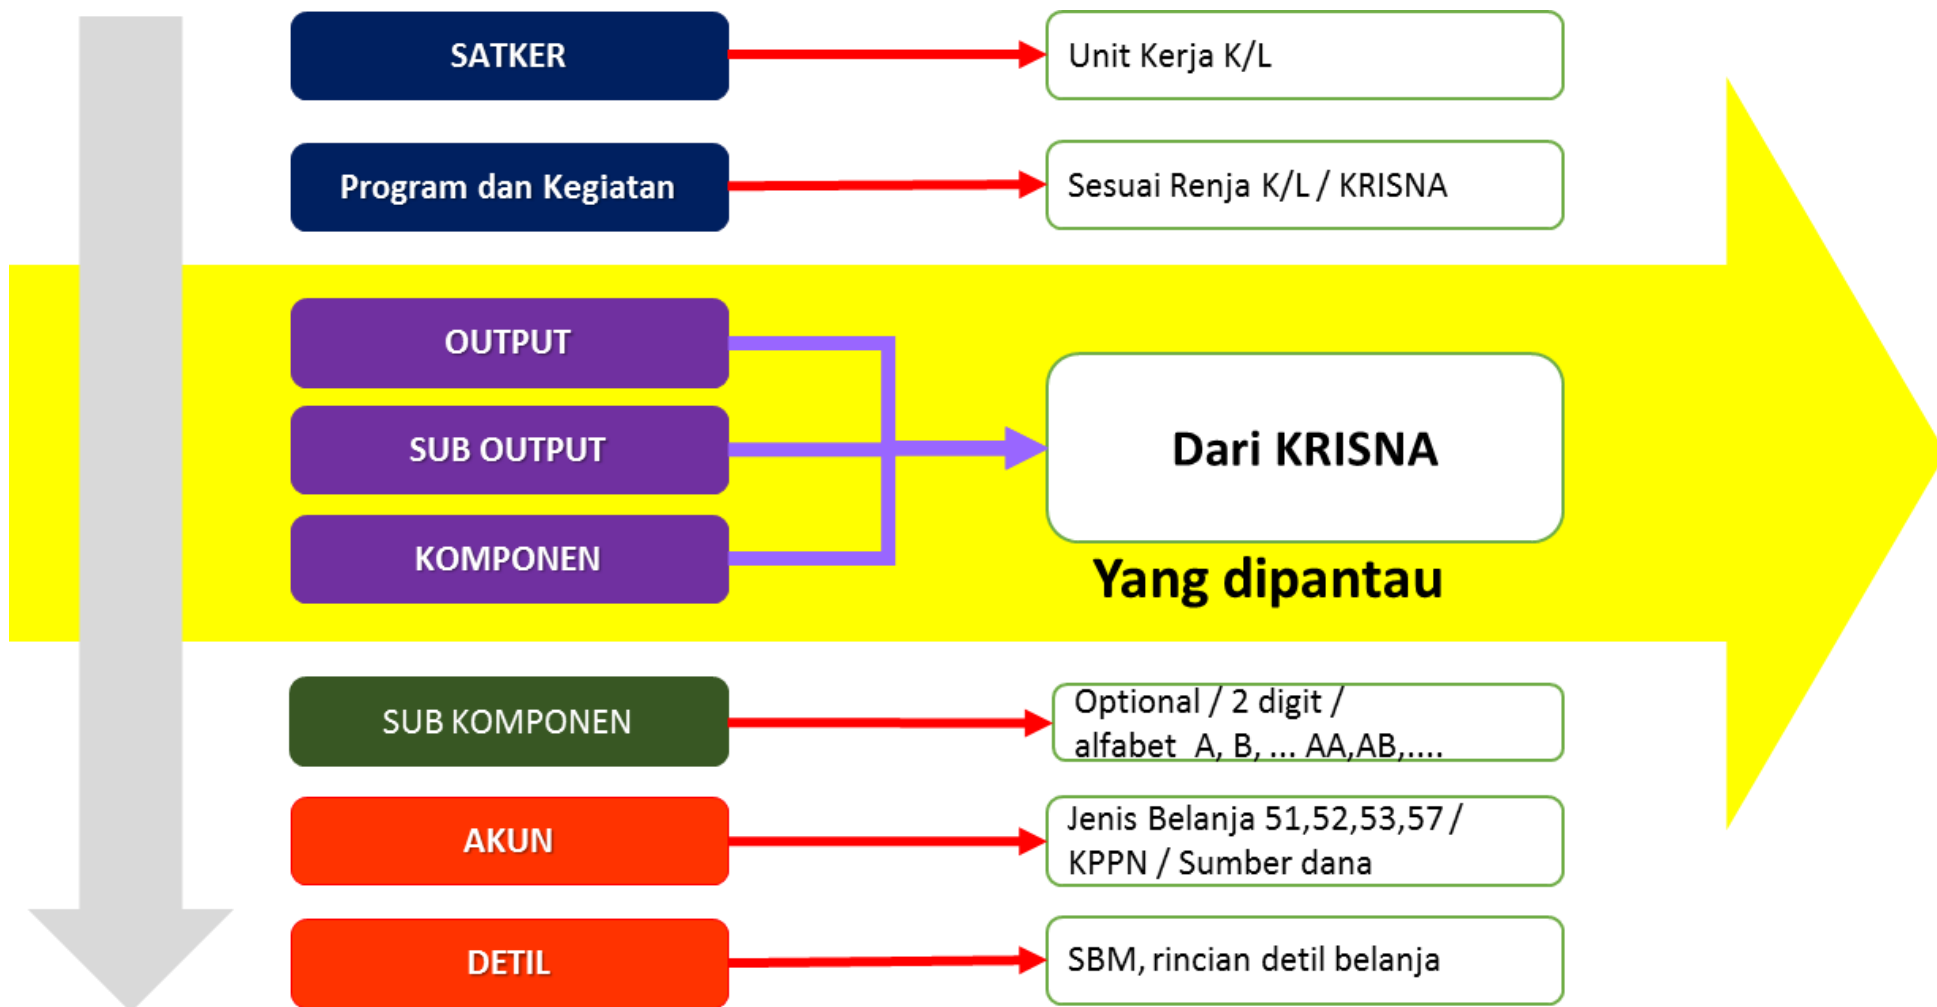 SATKER
Unit Kerja K/L
Program dan Kegiatan
Sesuai Renja K/L / KRISNA
OUTPUT
SUB OUTPUT
KOMPONEN
Dari KRISNA
Yang dipantau
SUB KOMPONEN
Optional / 2 digit /
alfabet A, B, ... AA,AB,....
AKUN
Jenis Belanja 51,52,53,57 /
KPPN / Sumber dana
DETIL
SBM, rincian detil belanja